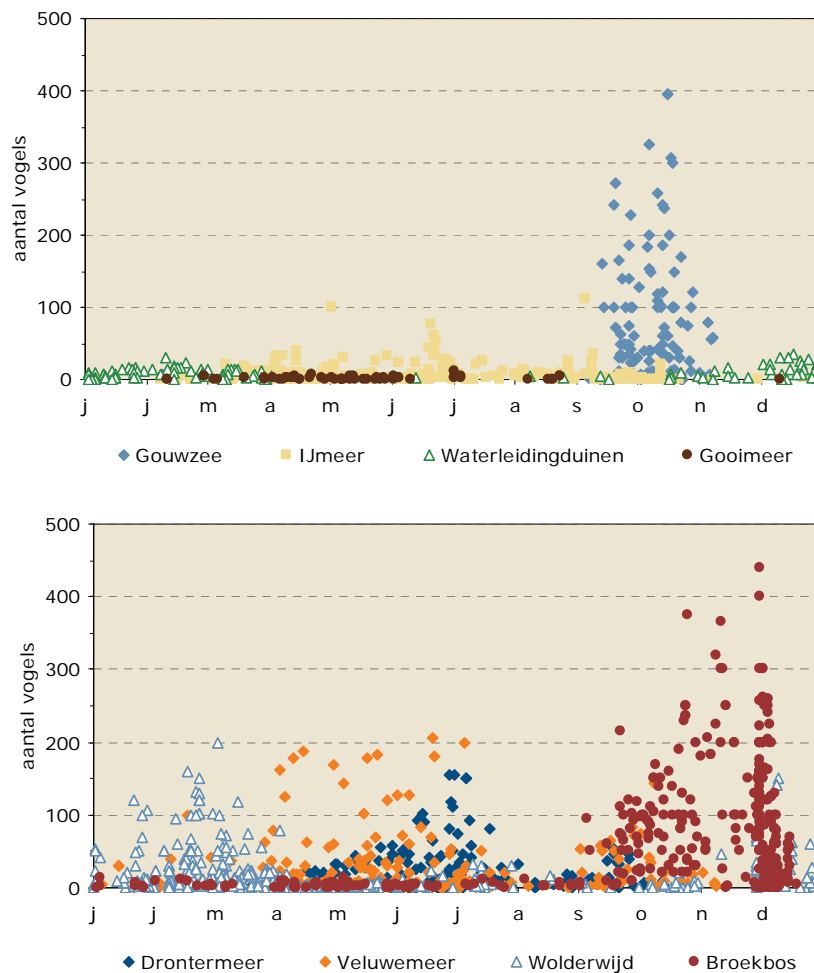 500
400
300
200
100
0
aantal vogels
j j m a m j j a s o n d
Gouwzee IJmeer Waterleidingduinen Gooimeer
500
400
300
200
100
0
aantal vogels
j j m a m j j a s o n d
Drontermeer Veluwemeer Wolderwijd Broekbos